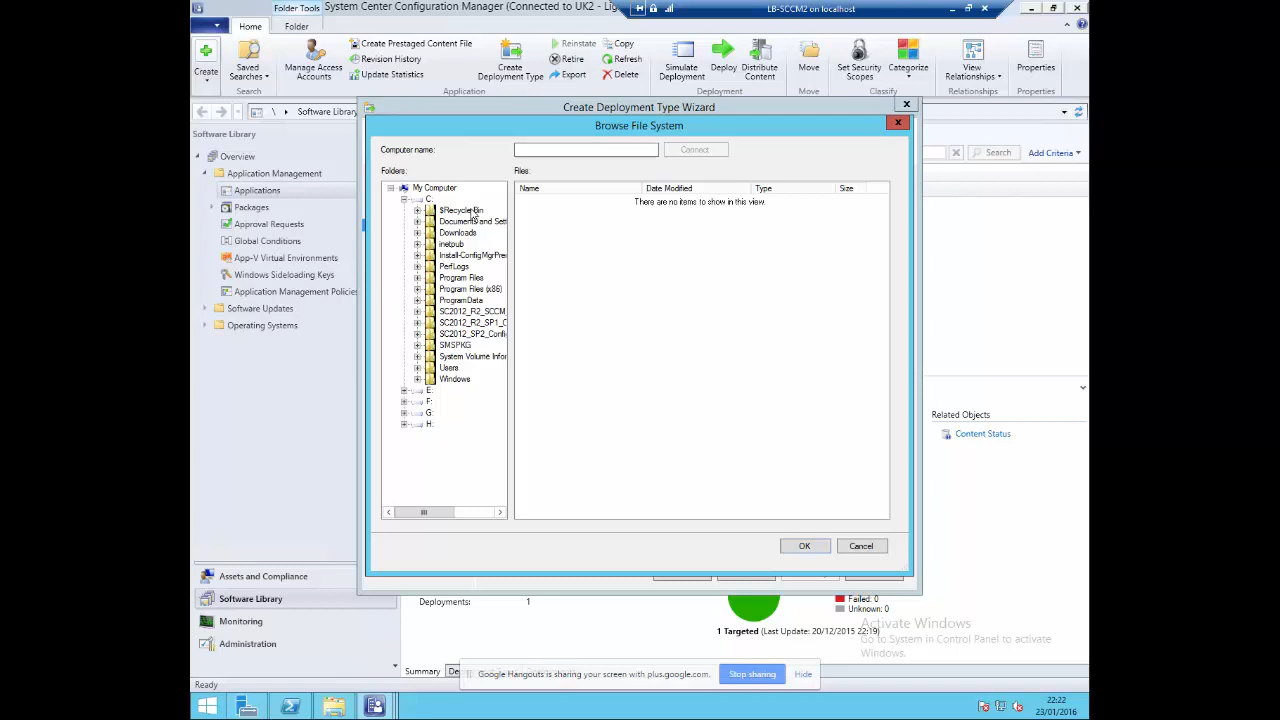 Folder Tools
System Center Configuration Manager (Connected to UK2 - Lig
LB-SCCM2 on localhost
Home
Folder
Create
Saved Searches
Search
Manage Access Accounts
Create Prestaged Content File
Revision History
Update Statistics
Application
Create Deployment Type
Reinstate
Retire
Export
Copy
Refresh
Delete
Simulate Deployment
Deploy
Distribute Content
Deployment
Move
Move
Set Security Scopes
Categorize
Classify
View Relationships
Relationships
Properties
Properties
\ Software Library
Search
Add Criteria
Software Library
Overview
Application Management
Applications
Packages
Approval Requests
Global Conditions
App-V Virtual Environments
Windows Sideloading Keys
Application Management Policies
Software Updates
Operating Systems
Create Deployment Type Wizard
Browse File System
Computer name:
Connect
Folders:
Files:
My Computer
C:
$Recycle.Bin
Documents and Sett
Downloads
inetpub
Install-ConfigMgrPre
PerfLogs
Program Files
Program Files (x86)
ProgramData
SC2012_R2_SCCM_
SC2012_R2_SP1_C
SC2012_SP2_Confi
SMSPKG
System Volume Infor
Users
Windows
E:
F:
G:
H:
Name Date Modified Type Size
There are no items to show in this view.
OK Cancel
Related Objects
Content Status
Assets and Compliance
Software Library
Monitoring
Administration
Deployments: 1
Failed: 0
Unknown: 0
1 Targeted (Last Update: 20/12/2015 22:19)
Activate Windows
Go to System in Control Panel to activate
Windows.
Summary
Google Hangouts is sharing your screen with plus.google.com.
Stop sharing
Hide
Ready
22:22
23/01/2016